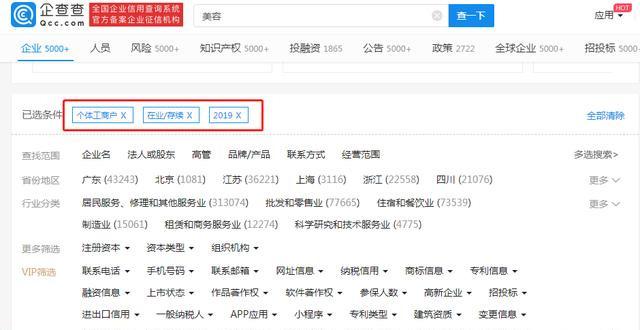 企查查
Qcc.com
全国企业信用查询系统
官方备案企业征信机构
美容
查一下
应用
HOT
企业 5000+ 人员 风险 5000+ 知识产权 5000+ 投融资 1865 公告 5000+ 政策 2722 全球企业 5000+ 招投标 5000+
已选条件 个体工商户 X 在业/存续 X 2019 X 全部清除
查找范围 企业名 法人或股东 高管 品牌/产品 联系方式 经营范围 多选搜索>
省份地区 广东 (43243) 北京 (1081) 江苏 (36221) 上海 (3116) 浙江 (22558) 四川 (21076) 更多
行业分类 居民服务、修理和其他服务业 (313074) 批发和零售业 (77665) 住宿和餐饮业 (73539) 更多
制造业 (15061) 租赁和商务服务业 (12274) 科学研究和技术服务业 (4775)
更多筛选 注册资本 资本类型 组织机构
VIP筛选 联系电话 手机号码 联系邮箱 网址信息 纳税信用 商标信息 专利信息
融资信息 上市状态 作品著作权 软件著作权 参保人数 高新企业 招投标
进出口信用 一般纳税人 APP应用 小程序 专利类型 建筑资质 变更信息